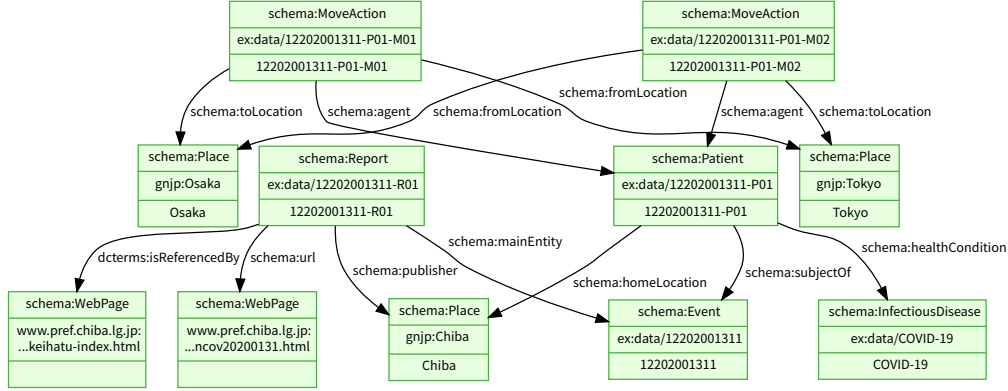 schema:MoveAction
ex:data/12202001311-P01-M01
12202001311-P01-M01
schema:MoveAction
ex:data/12202001311-P01-M02
12202001311-P01-M02
schema:toLocation
schema:agent
schema:fromLocation
schema:fromLocation
schema:agent
schema:toLocation
schema:Place
gnjp:Osaka
Osaka
schema:Report
ex:data/12202001311-R01
12202001311-R01
schema:Patient
ex:data/12202001311-P01
12202001311-P01
schema:Place
gnjp:Tokyo
Tokyo
dcterms:isReferencedBy
schema:url
schema:publisher
schema:mainEntity
schema:homeLocation
schema:subjectOf
schema:healthCondition
schema:WebPage
www.pref.chiba.lg.jp:
...keihatu-index.html
schema:WebPage
www.pref.chiba.lg.jp:
...ncov20200131.html
schema:Place
gnjp:Chiba
Chiba
schema:Event
ex:data/12202001311
12202001311
schema:InfectiousDisease
ex:data/COVID-19
COVID-19